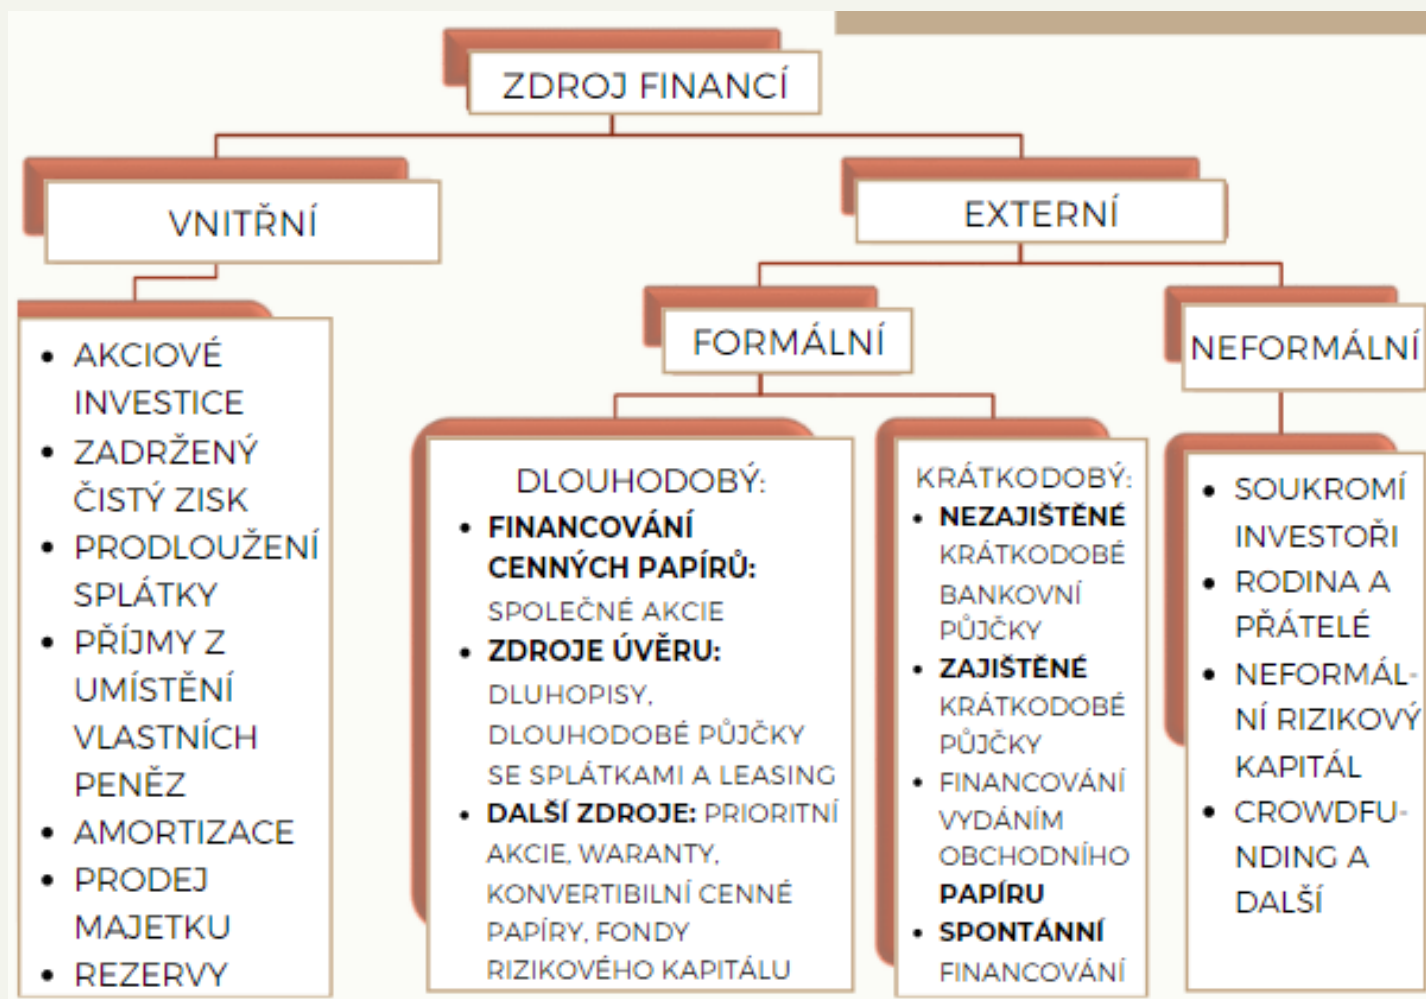 ZDROJ FINANCÍ
VNITŘNÍ
EXTERNÍ
FORMÁLNÍ
NEFORMÁLNÍ
• AKCIOVÉ
INVESTICE
• ZADRŽENÝ
ČISTÝ ZISK
• PRODLOUŽENÍ
SPLÁTKY
• PŘÍJMY Z
UMÍSTĚNÍ
VLASTNÍCH
PENĚZ
• AMORTIZACE
• PRODEJ
MAJETKU
• REZERVY
DLOUHODOBÝ:
• FINANCOVÁNÍ
CENNÝCH PAPÍRŮ:
SPOLEČNÉ AKCIE
• ZDROJE ÚVĚRU:
DLUHOPISY,
DLOUHODOBÉ PŮJČKY
SE SPLÁTKAMI A LEASING
• DALŠÍ ZDROJE: PRIORITNÍ
AKCIE, WARANTY,
KONVERTIBILNÍ CENNÉ
PAPÍRY, FONDY
RIZIKOVÉHO KAPITÁLU
KRÁTKODOBÝ:
• NEZAJIŠTĚNÉ
KRÁTKODOBÉ
BANKOVNÍ
PŮJČKY
• ZAJIŠTĚNÉ
KRÁTKODOBÉ
PŮJČKY
• FINANCOVÁNÍ
VYDÁNÍM
OBCHODNÍHO
PAPÍRU
• SPONTÁNNÍ
FINANCOVÁNÍ
• SOUKROMÍ
INVESTOŘI
• RODINA A
PŘÁTELÉ
• NEFORMÁL-
NÍ RIZIKOVÝ
KAPITÁL
• CROWDFU-
NDING A
DALŠÍ